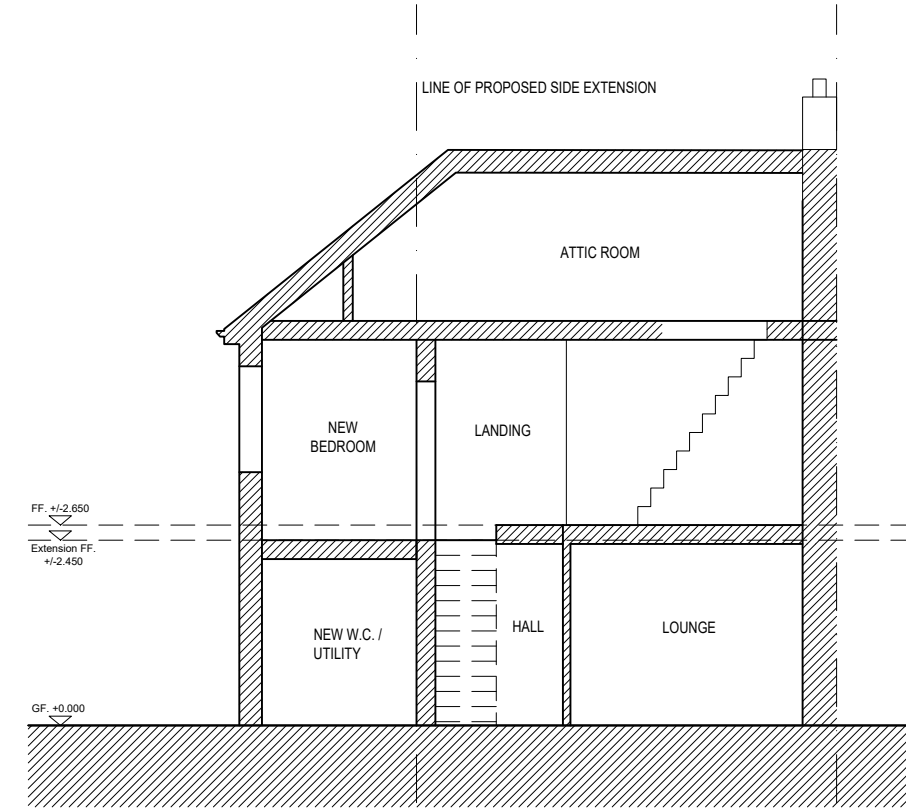 LINE OF PROPOSED SIDE EXTENSION
ATTIC ROOM
NEW
BEDROOM
LANDING
FF. +/-2.650
Extension FF.
+/-2.450
NEW W.C. /
UTILITY
HALL
LOUNGE
GF. +0.000